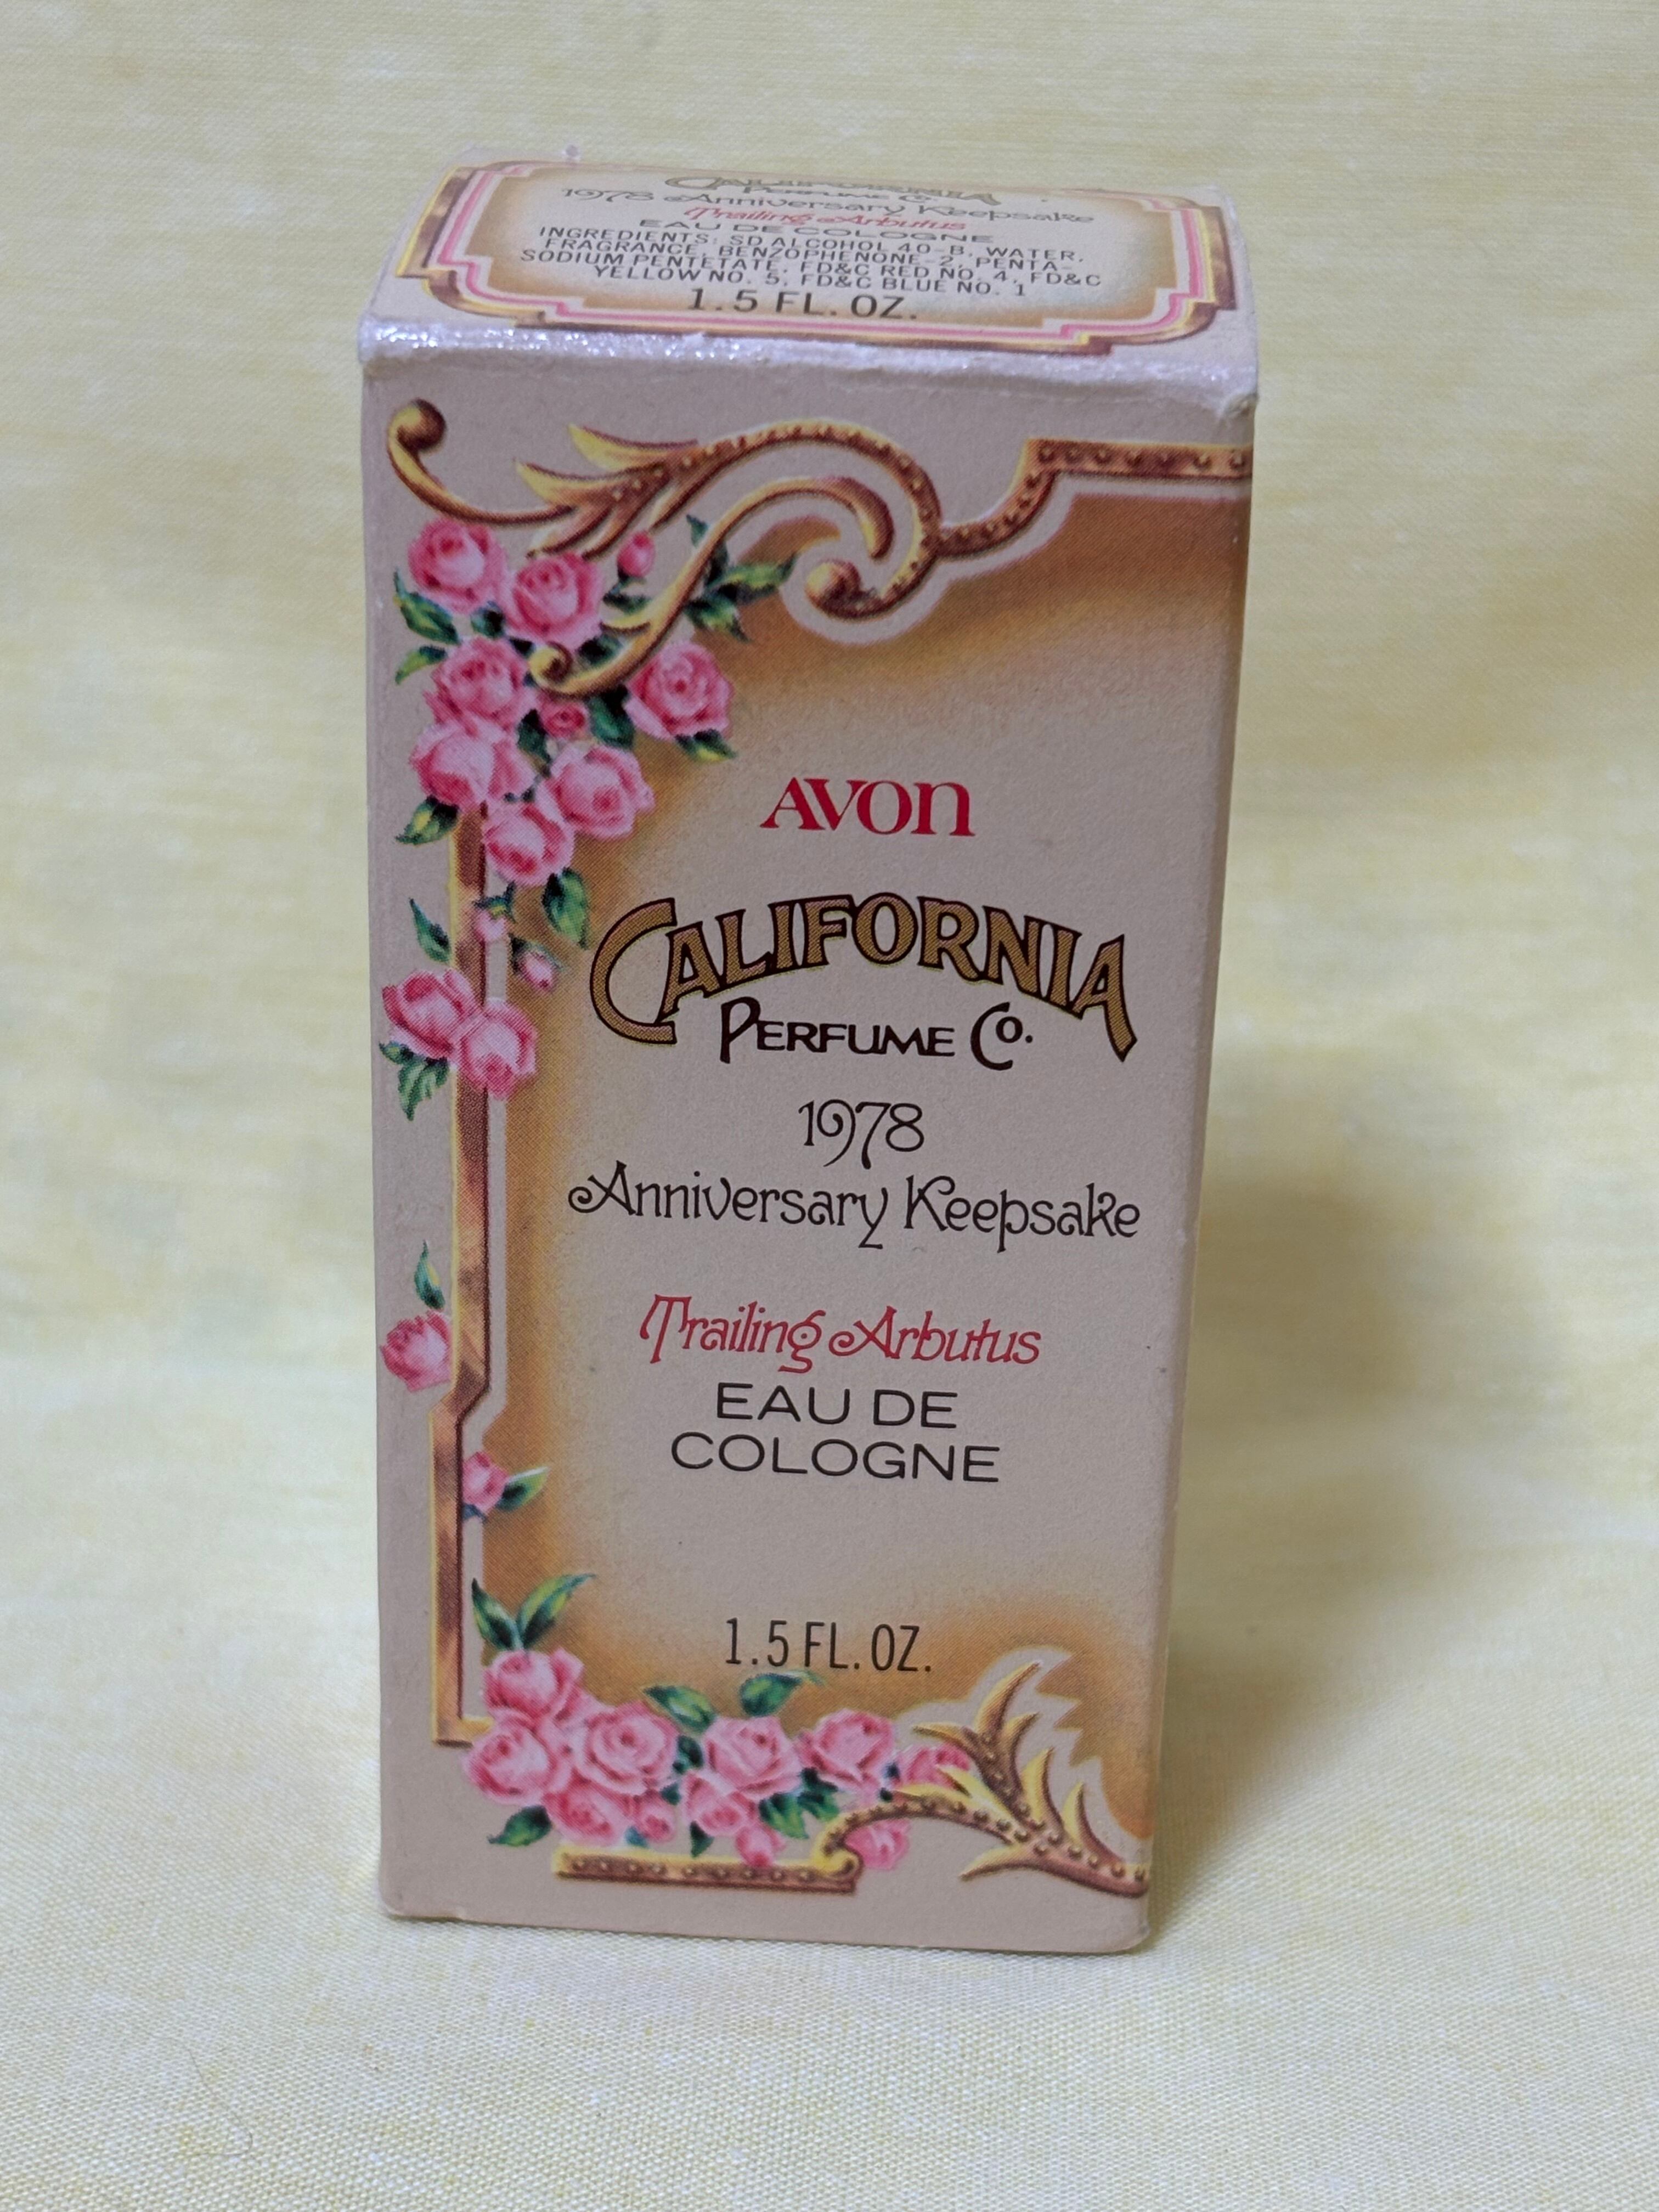 CALIFORNIA
PERFUME CO.
1978 Anniversary Keepsake
Trailing Arbutus
EAU DE COLOGNE
INGREDIENTS: SD ALCOHOL 40-B, WATER,
FRAGRANCE, BENZOPHENONE-2, PENTA-
SODIUM PENTETATE, FD&C RED NO. 4, FD&C
YELLOW NO. 5, FD&C BLUE NO. 1
1.5 FL. OZ.
AVON
CALIFORNIA
PERFUME CO.
1978
Anniversary Keepsake
Trailing Arbutus
EAU DE
COLOGNE
1.5 FL. OZ.